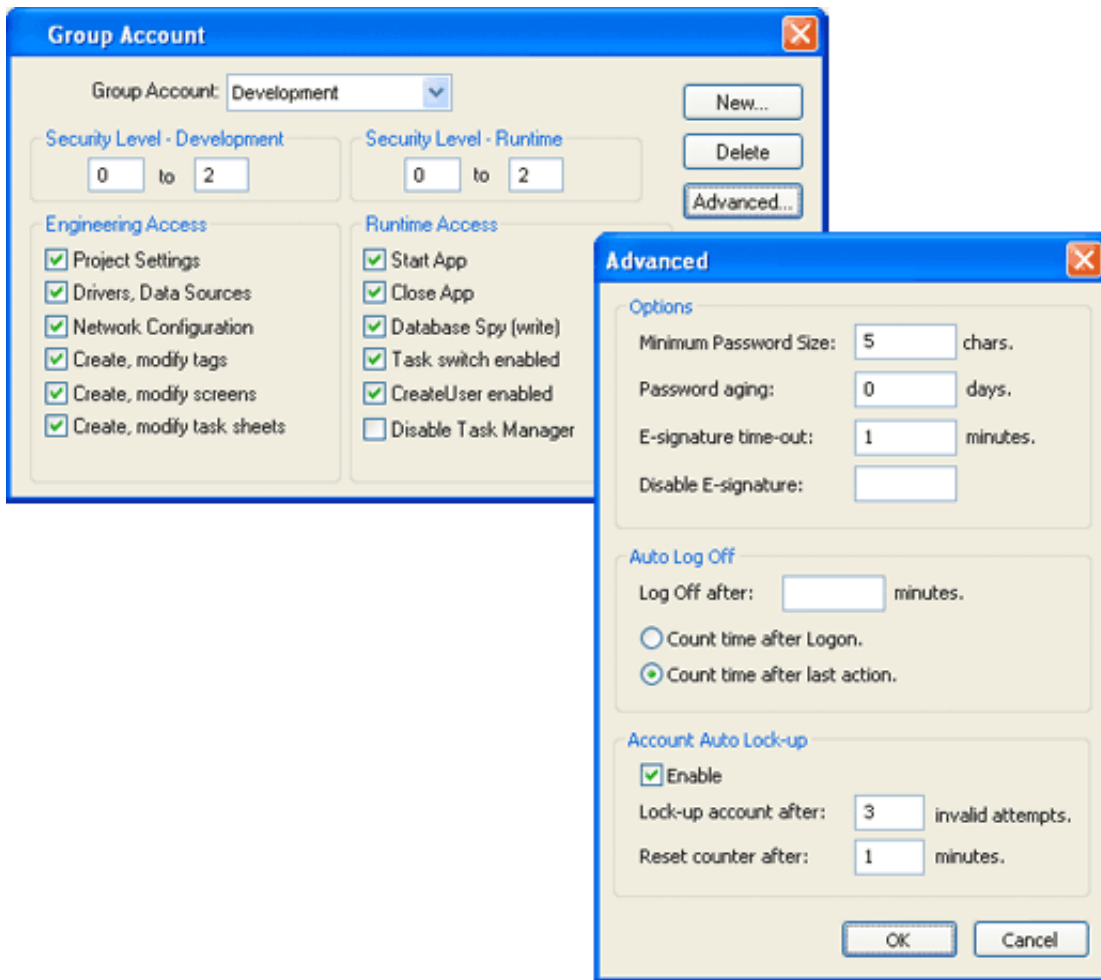 Group Account
Group Account: Development
New...
Security Level - Development
0 to 2
Security Level - Runtime
0 to 2
Delete
Advanced...
Engineering Access
Project Settings
Drivers, Data Sources
Network Configuration
Create, modify tags
Create, modify screens
Create, modify task sheets
Runtime Access
Start App
Close App
Database Spy (write)
Task switch enabled
CreateUser enabled
Disable Task Manager
Advanced
Options
Minimum Password Size: 5 chars.
Password aging: 0 days.
E-signature time-out: 1 minutes.
Disable E-signature:
Auto Log Off
Log Off after: minutes.
Count time after Logon.
Count time after last action.
Account Auto Lock-up
Enable
Lock-up account after: 3 invalid attempts.
Reset counter after: 1 minutes.
OK Cancel